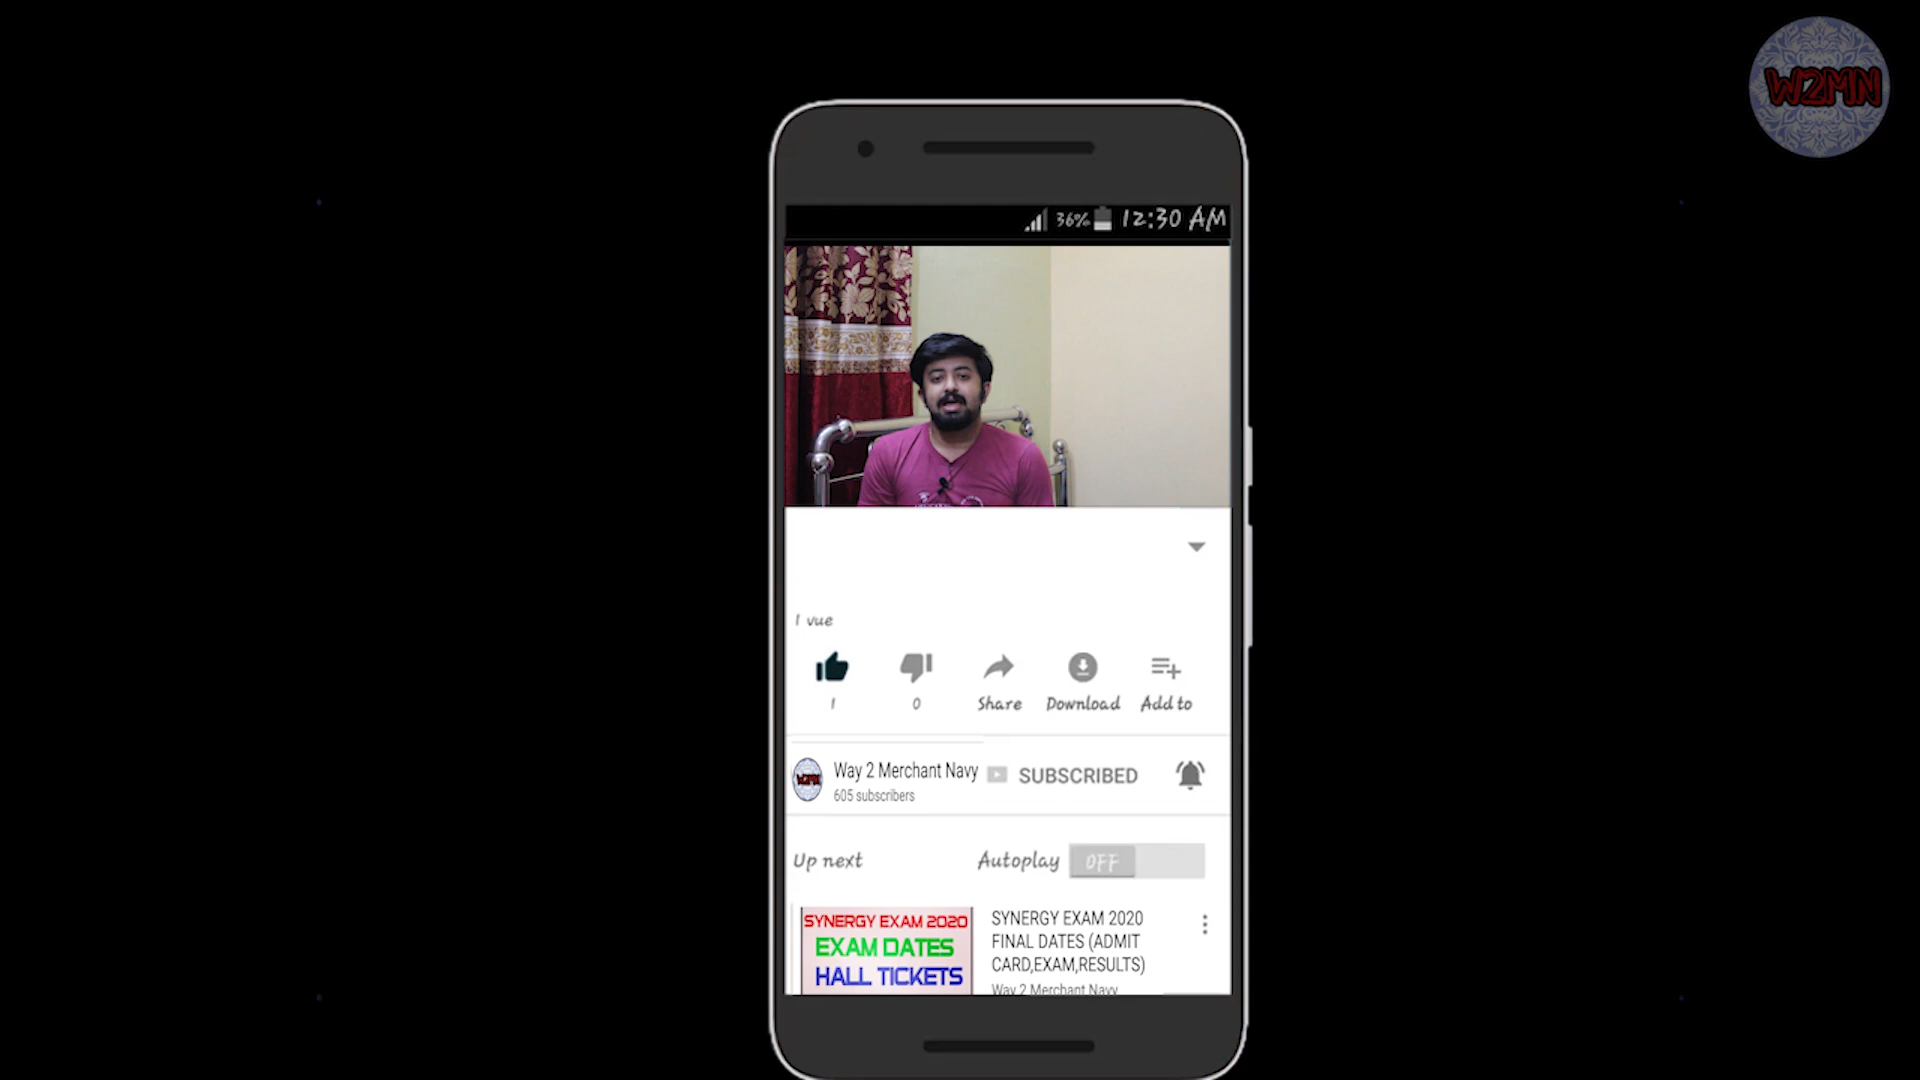 W2MN
36% 12:30 AM
1 vue
1 0 Share Download Add to
W2MN
Way 2 Merchant Navy
605 subscribers
SUBSCRIBED
Up next Autoplay OFF
SYNERGY EXAM 2020
EXAM DATES
HALL TICKETS
SYNERGY EXAM 2020
FINAL DATES (ADMIT
CARD,EXAM,RESULTS)
Way 2 Merchant Navy